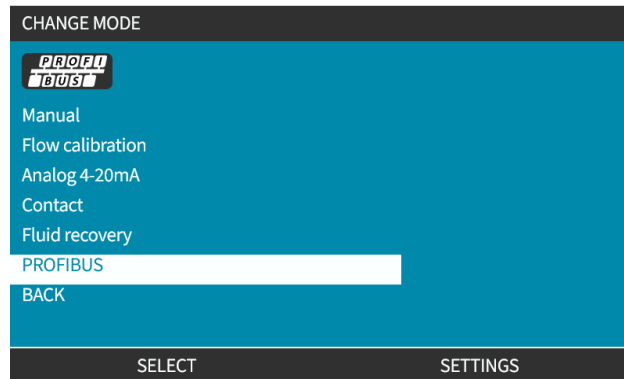 CHANGE MODE
PROFI
BUS
Manual
Flow calibration
Analog 4-20mA
Contact
Fluid recovery
PROFIBUS
BACK
SELECT SETTINGS